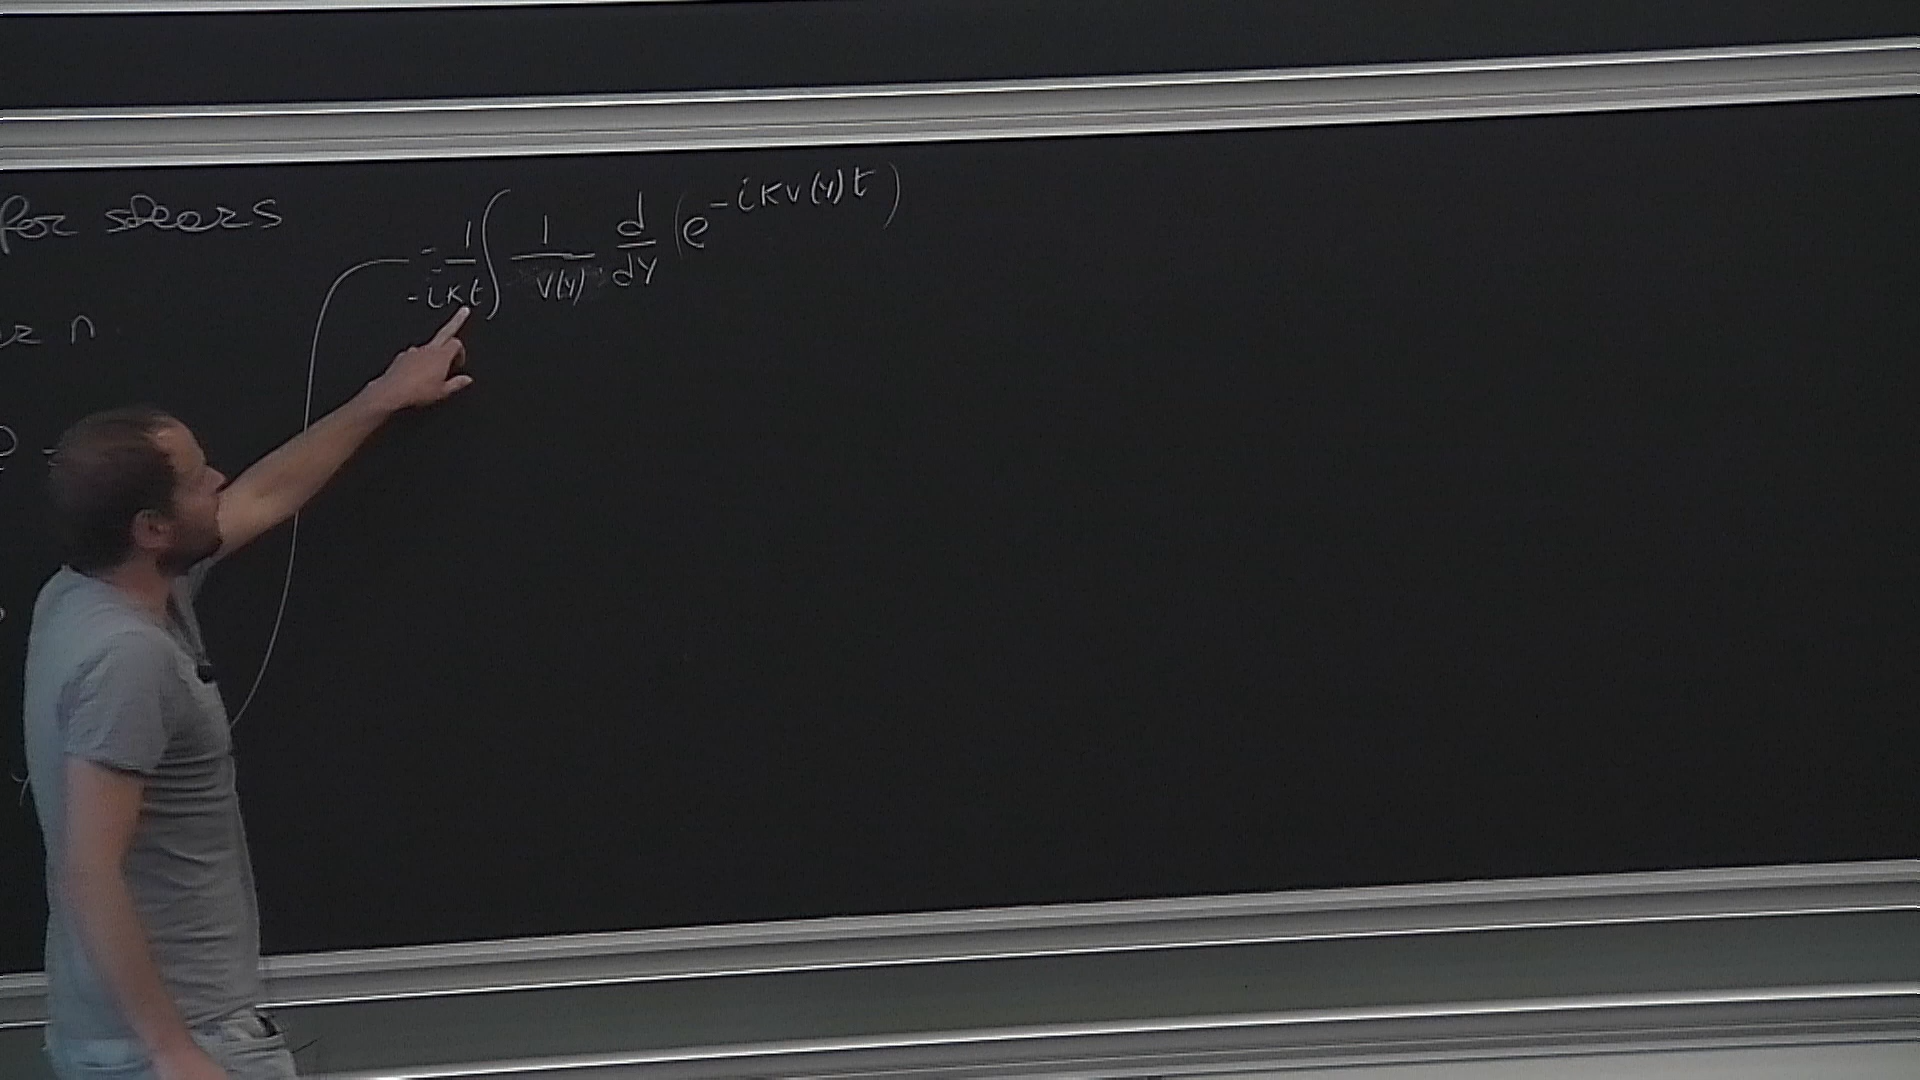 for shears
= 1/(-iKt) ∫ 1/V(y) d/dy (e^{-iKV(y)t})
n